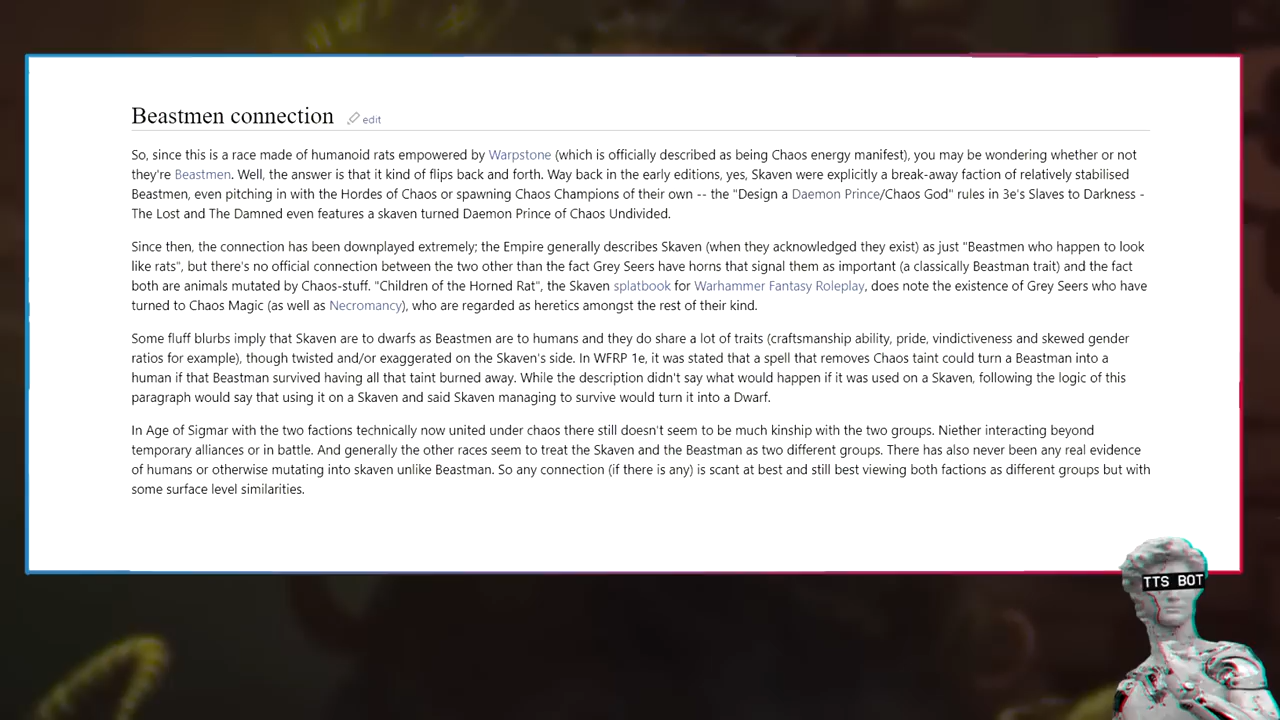 Beastmen connection edit
So, since this is a race made of humanoid rats empowered by Warpstone (which is officially described as being Chaos energy manifest), you may be wondering whether or not
they're Beastmen. Well, the answer is that it kind of flips back and forth. Way back in the early editions, yes, Skaven were explicitly a break-away faction of relatively stabilised
Beastmen, even pitching in with the Hordes of Chaos or spawning Chaos Champions of their own -- the "Design a Daemon Prince/Chaos God" rules in 3e's Slaves to Darkness -
The Lost and The Damned even features a skaven turned Daemon Prince of Chaos Undivided.
Since then, the connection has been downplayed extremely; the Empire generally describes Skaven (when they acknowledged they exist) as just "Beastmen who happen to look
like rats", but there's no official connection between the two other than the fact Grey Seers have horns that signal them as important (a classically Beastman trait) and the fact
both are animals mutated by Chaos-stuff. "Children of the Horned Rat", the Skaven splatbook for Warhammer Fantasy Roleplay, does note the existence of Grey Seers who have
turned to Chaos Magic (as well as Necromancy), who are regarded as heretics amongst the rest of their kind.
Some fluff blurbs imply that Skaven are to dwarfs as Beastmen are to humans and they do share a lot of traits (craftsmanship ability, pride, vindictiveness and skewed gender
ratios for example), though twisted and/or exaggerated on the Skaven's side. In WFRP 1e, it was stated that a spell that removes Chaos taint could turn a Beastman into a
human if that Beastman survived having all that taint burned away. While the description didn't say what would happen if it was used on a Skaven, following the logic of this
paragraph would say that using it on a Skaven and said Skaven managing to survive would turn it into a Dwarf.
In Age of Sigmar with the two factions technically now united under chaos there still doesn't seem to be much kinship with the two groups. Niether interacting beyond
temporary alliances or in battle. And generally the other races seem to treat the Skaven and the Beastman as two different groups. There has also never been any real evidence
of humans or otherwise mutating into skaven unlike Beastman. So any connection (if there is any) is scant at best and still best viewing both factions as different groups but with
some surface level similarities.
TTS BOT